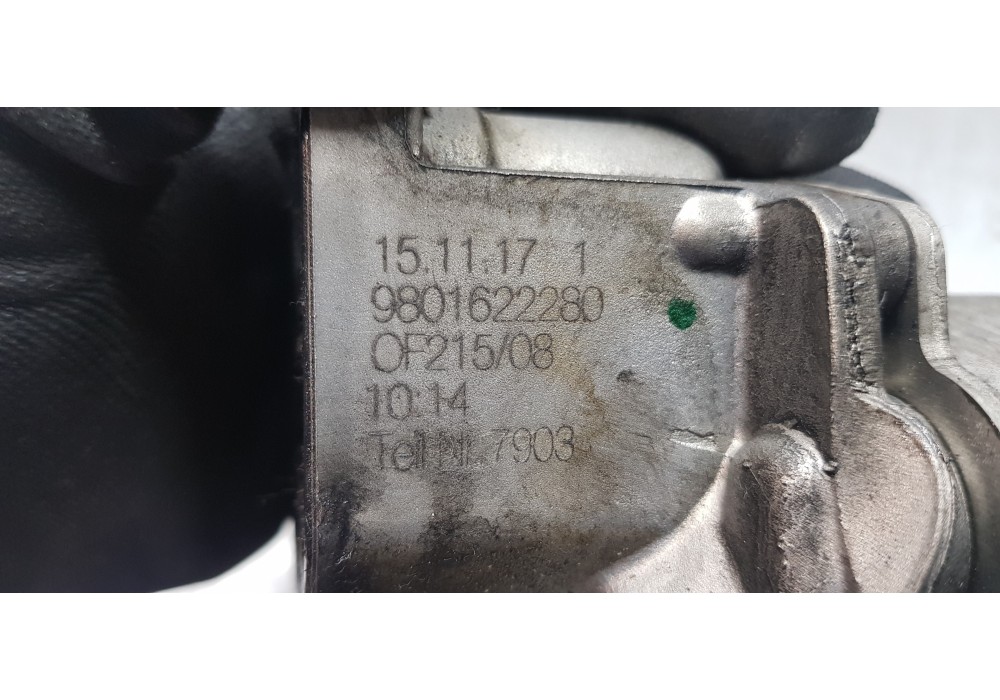 15.11.17 1
9801622280
OF215/08
10:14
Teil Nr. 7903